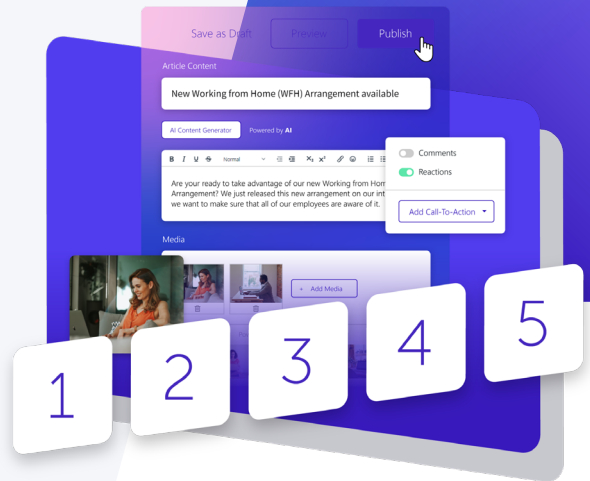 Save as Draft
Preview
Publish
Article Content
New Working from Home (WFH) Arrangement available
AI Content Generator
Powered by AI
B I U S Normal X₂ X²
Comments
Reactions
Add Call-To-Action
Are your ready to take advantage of our new Working from Hom
Arrangement? We just released this new arrangement on our int
we want to make sure that all of our employees are aware of it.
Media
+ Add Media
1
2
3
4
5